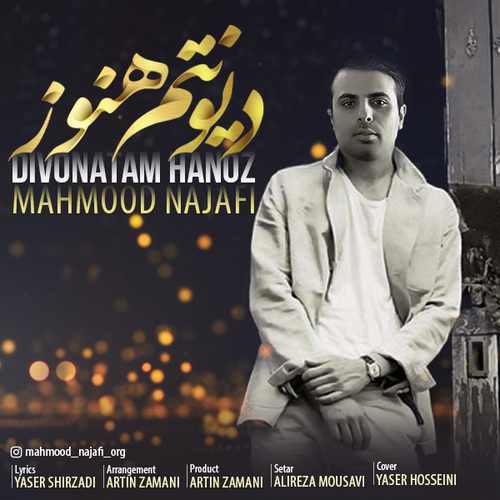 دیونتم هنوز
DIVONATAM HANOZ
MAHMOOD NAJAFI
mahmood_najafi_org
Lyrics
YASER SHIRZADI
Arrangement
ARTIN ZAMANI
Product
ARTIN ZAMANI
Setar
ALIREZA MOUSAVI
Cover
YASER HOSSEINI